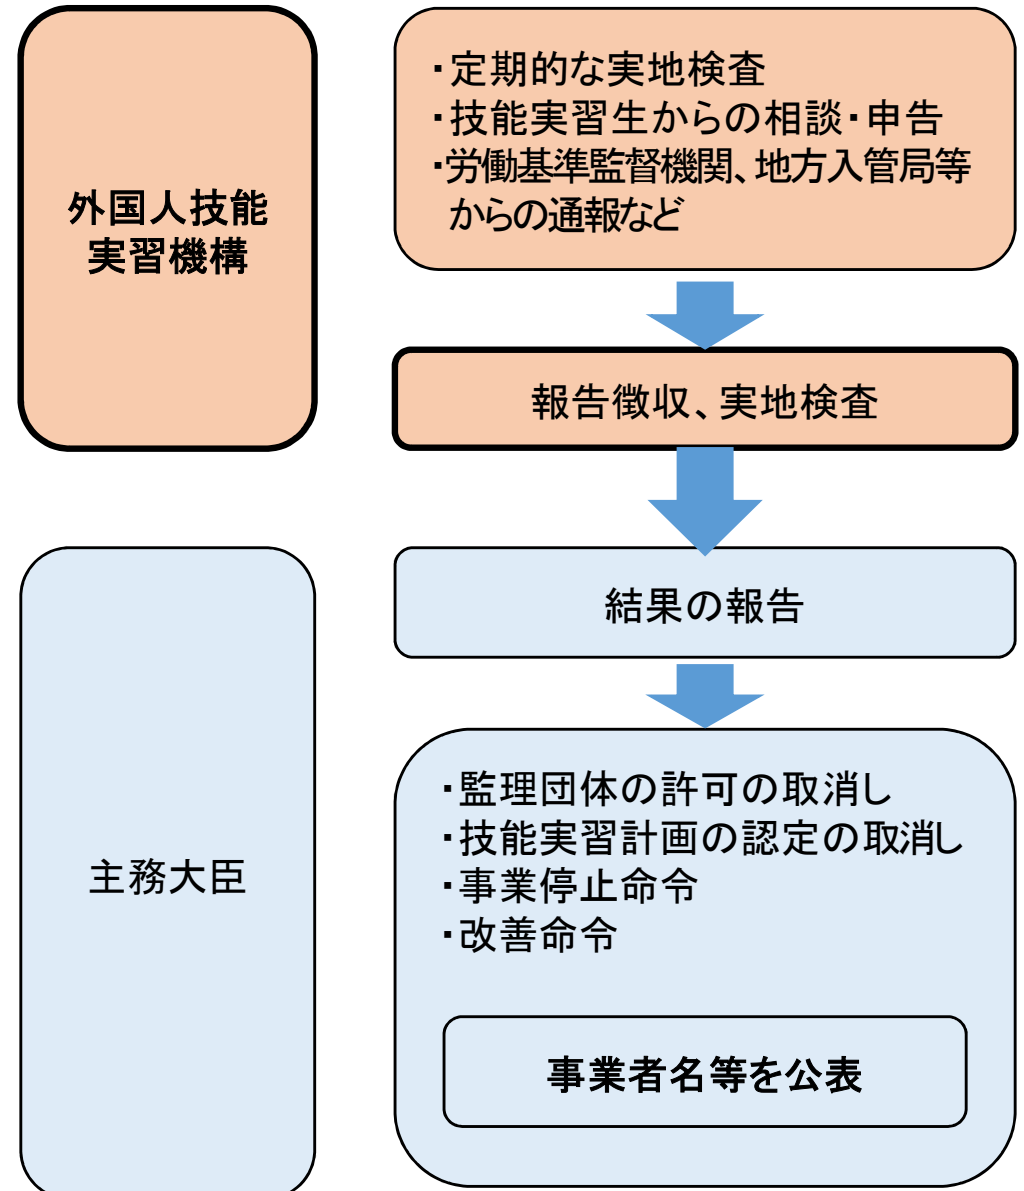 外国人技能
実習機構
・定期的な実地検査
・技能実習生からの相談・申告
・労働基準監督機関、地方入管局等
からの通報など
報告徴収、実地検査
主務大臣
結果の報告
・監理団体の許可の取消し
・技能実習計画の認定の取消し
・事業停止命令
・改善命令
事業者名等を公表